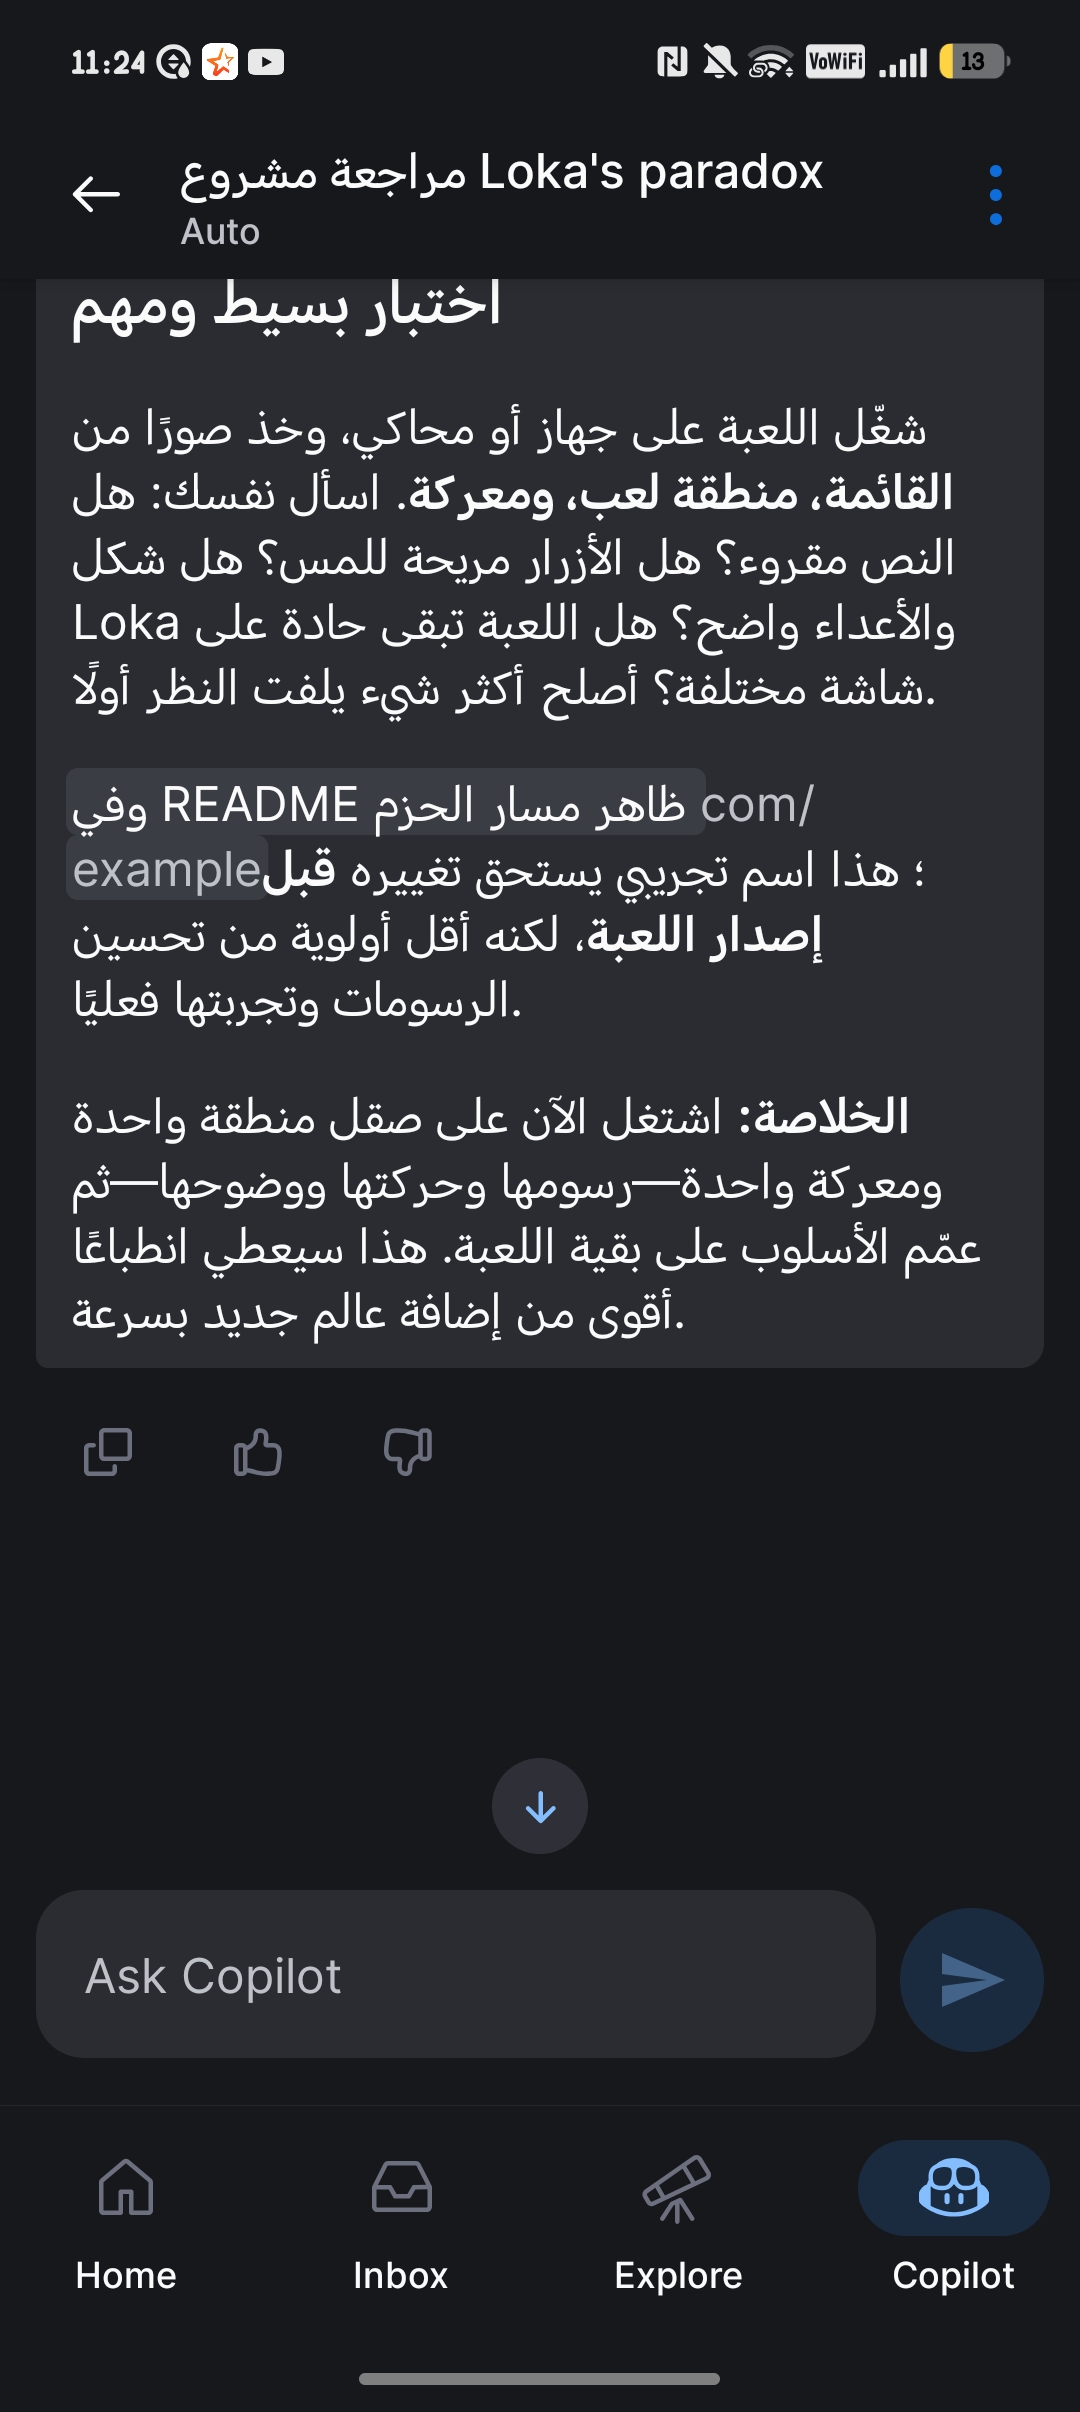 11:24
VoWiFi
13
مراجعة مشروع Loka's paradox
Auto
اختبار بسيط ومهم
شغّل اللعبة على جهاز أو محاكي، وخذ صورًا من
القائمة، منطقة لعب، ومعركة. اسأل نفسك: هل
النص مقروء؟ هل الأزرار مريحة للمس؟ هل شكل
Loka والأعداء واضح؟ هل اللعبة تبقى حادة على
شاشة مختلفة؟ أصلح أكثر شيء يلفت النظر أولًا.
وفي README ظاهر مسار الحزم com/
example؛ هذا اسم تجريبي يستحق تغييره قبل
إصدار اللعبة، لكنه أقل أولوية من تحسين
الرسومات وتجربتها فعليًا.
الخلاصة: اشتغل الآن على صقل منطقة واحدة
ومعركة واحدة—رسومها وحركتها ووضوحها—ثم
عمّم الأسلوب على بقية اللعبة. هذا سيعطي انطباعًا
أقوى من إضافة عالم جديد بسرعة.
Ask Copilot
Home
Inbox
Explore
Copilot